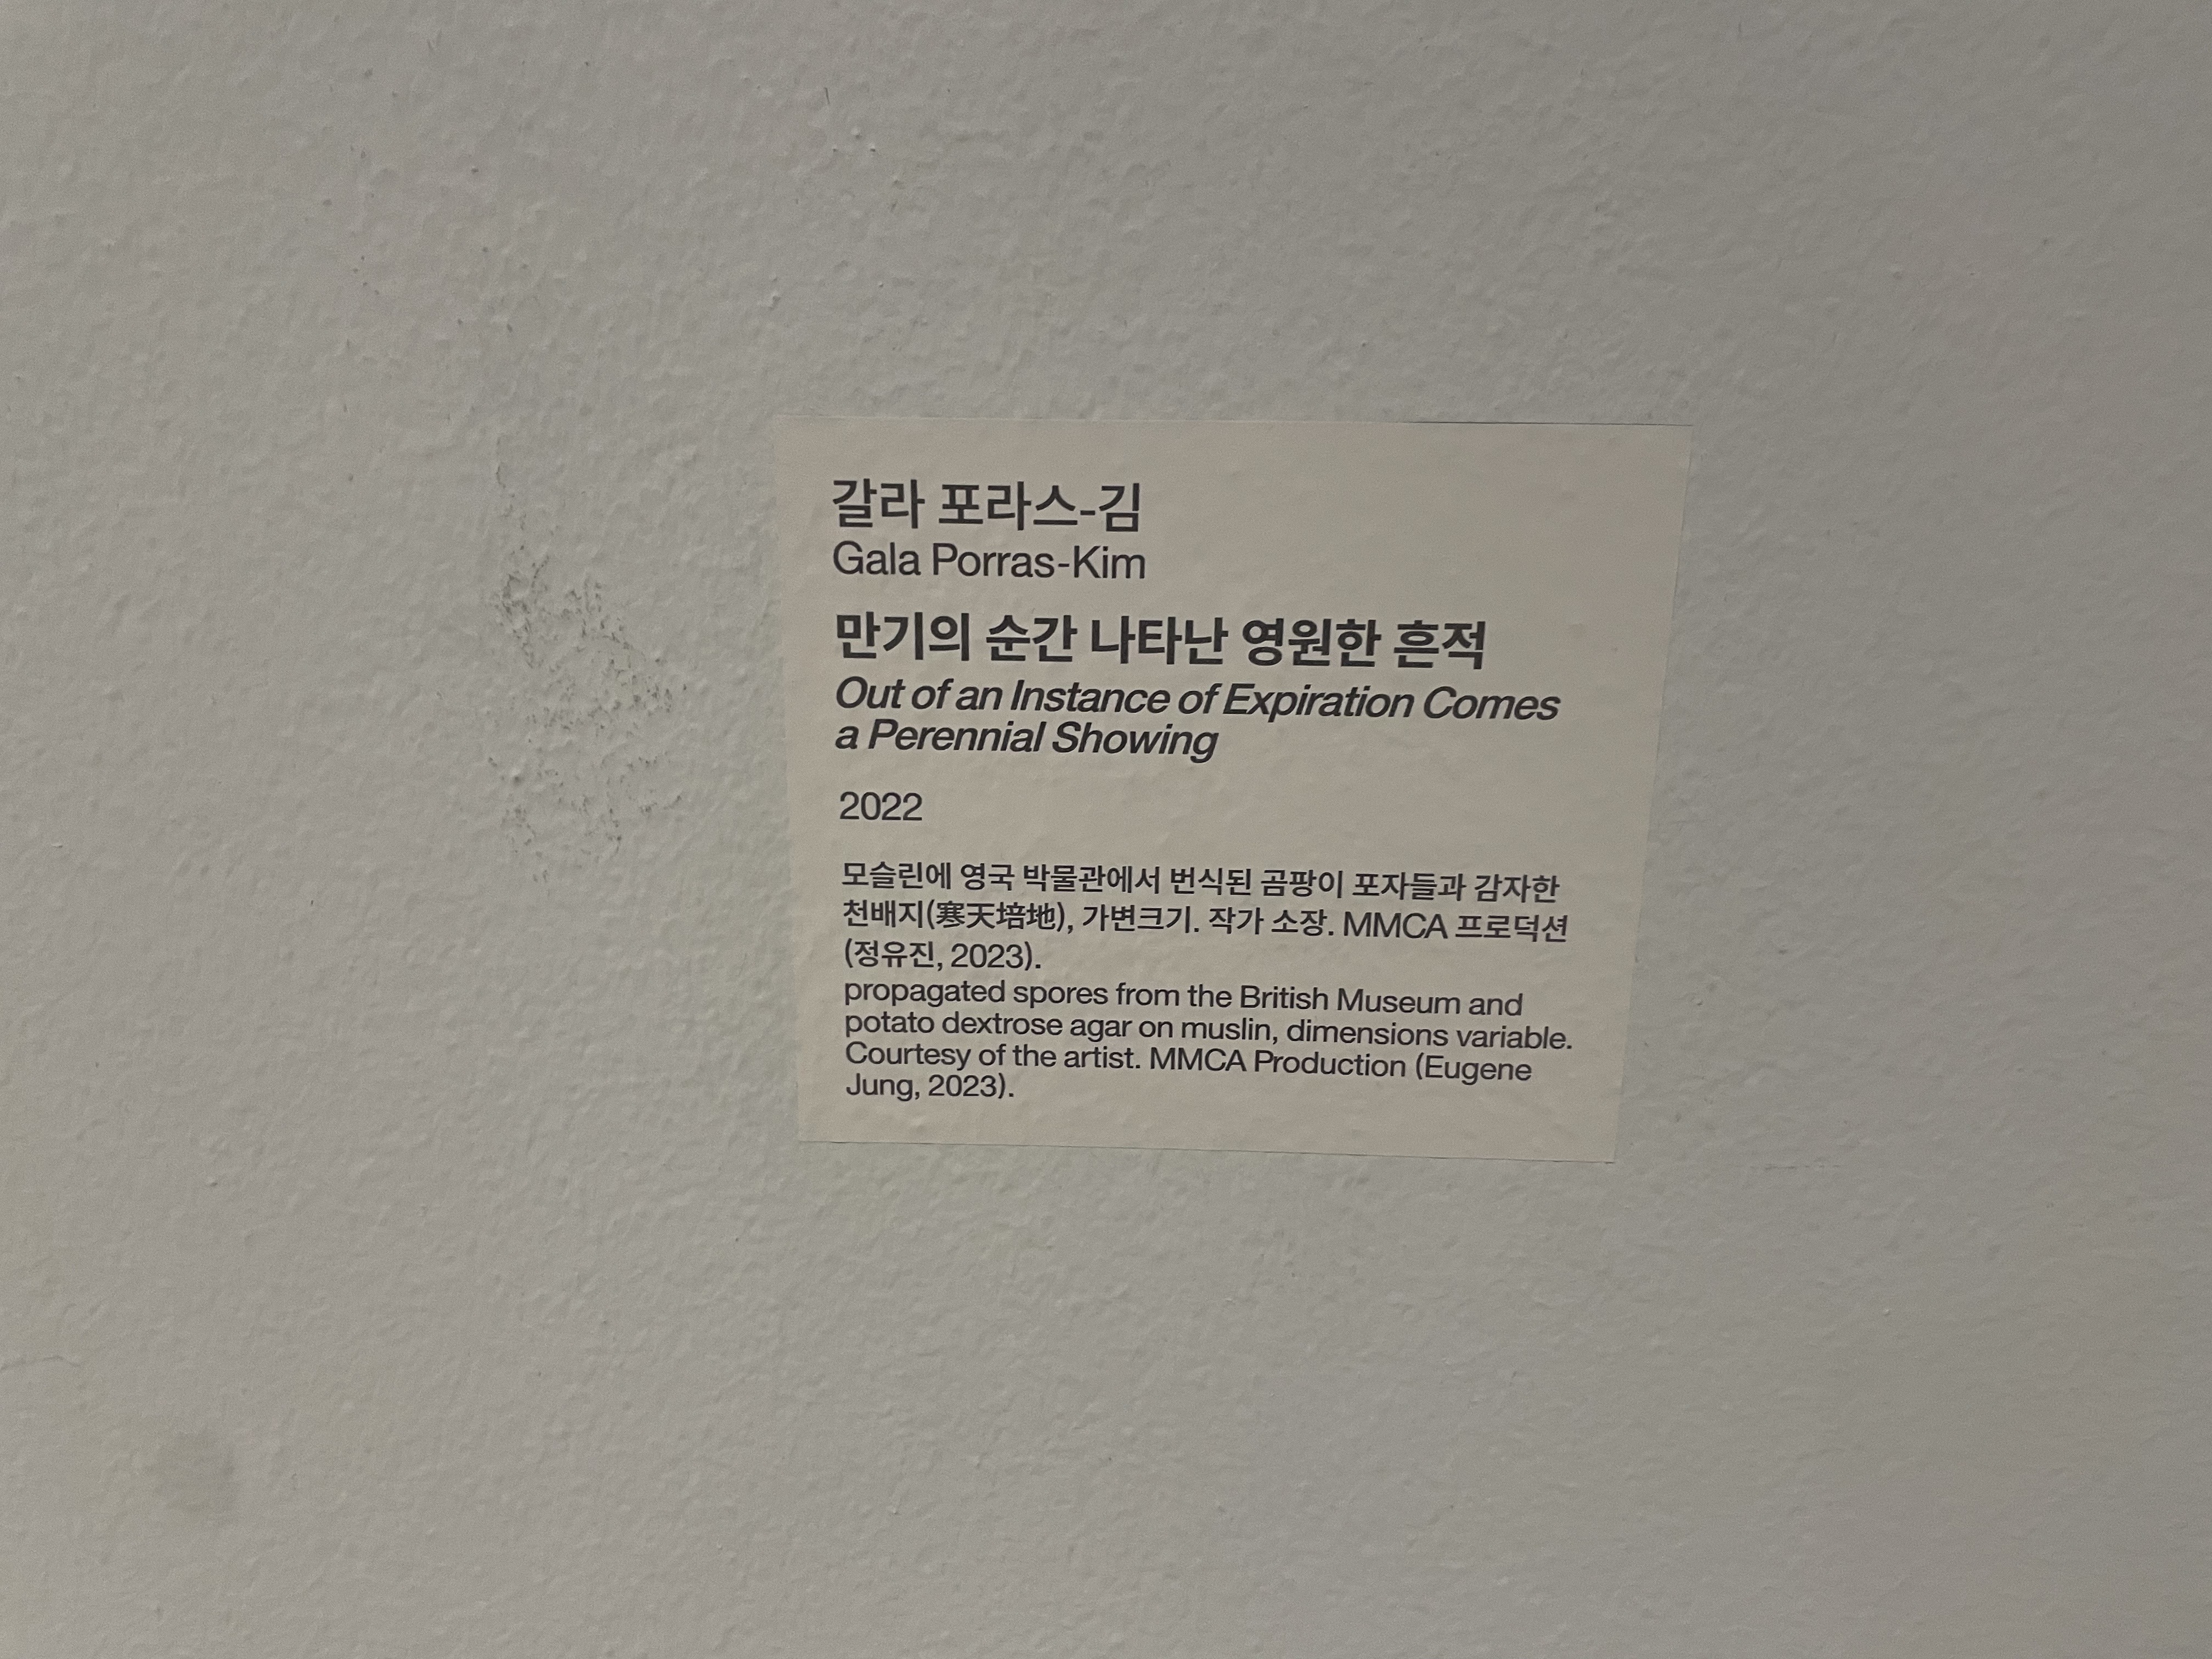 갈라 포라스-김
Gala Porras-Kim
만기의 순간 나타난 영원한 흔적
Out of an Instance of Expiration Comes
a Perennial Showing
2022
모슬린에 영국 박물관에서 번식된 곰팡이 포자들과 감자한
천배지(寒天培地), 가변크기. 작가 소장. MMCA 프로덕션
(정유진, 2023).
propagated spores from the British Museum and
potato dextrose agar on muslin, dimensions variable.
Courtesy of the artist. MMCA Production (Eugene
Jung, 2023).